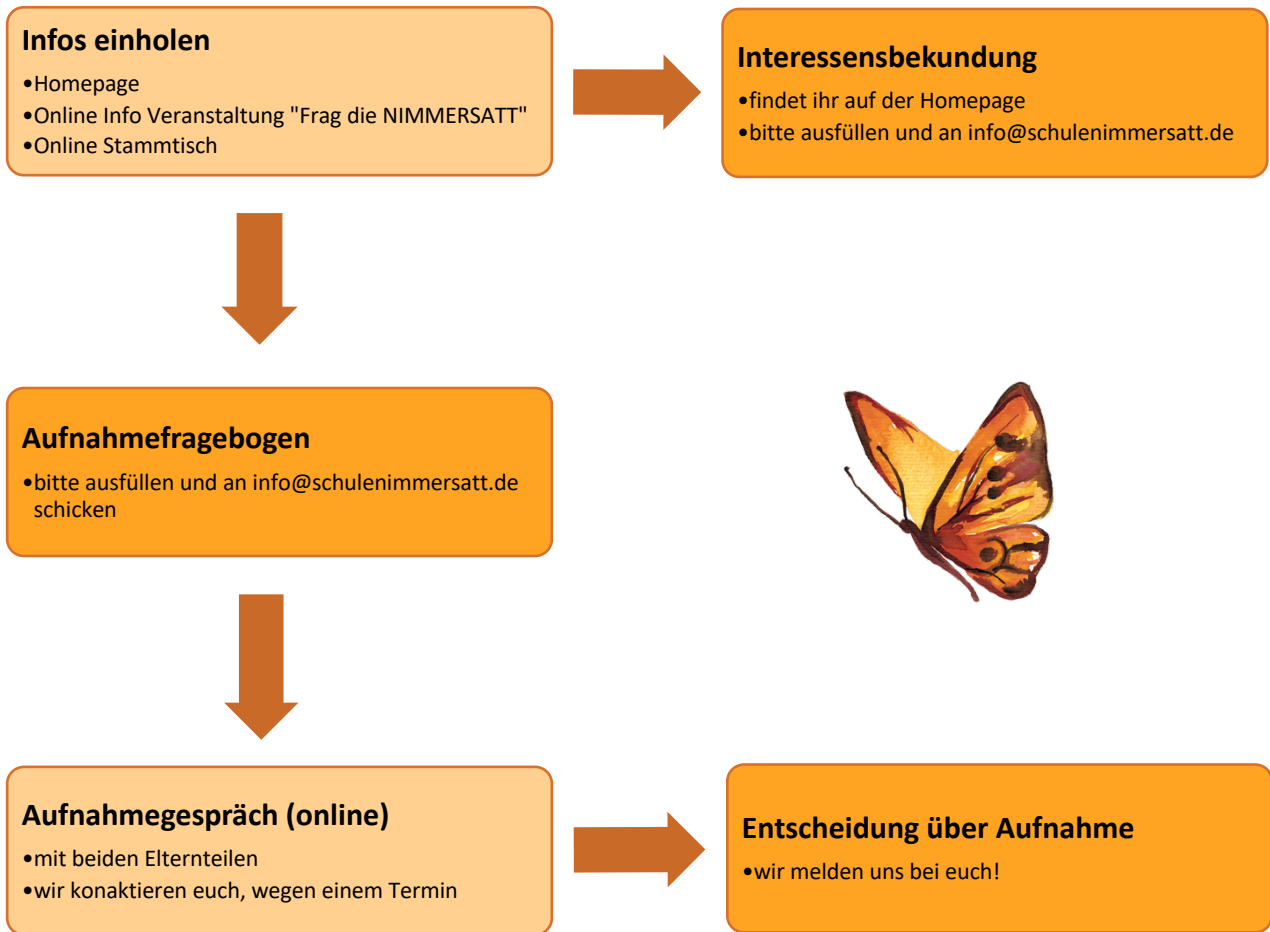 Infos einholen
•Homepage
•Online Info Veranstaltung "Frag die NIMMERSATT"
•Online Stammtisch
Interessensbekundung
•findet ihr auf der Homepage
•bitte ausfüllen und an info@schulenimmersatt.de
Aufnahmefragebogen
•bitte ausfüllen und an info@schulenimmersatt.de
schicken
Aufnahmegespräch (online)
•mit beiden Elternteilen
•wir konaktieren euch, wegen einem Termin
Entscheidung über Aufnahme
•wir melden uns bei euch!